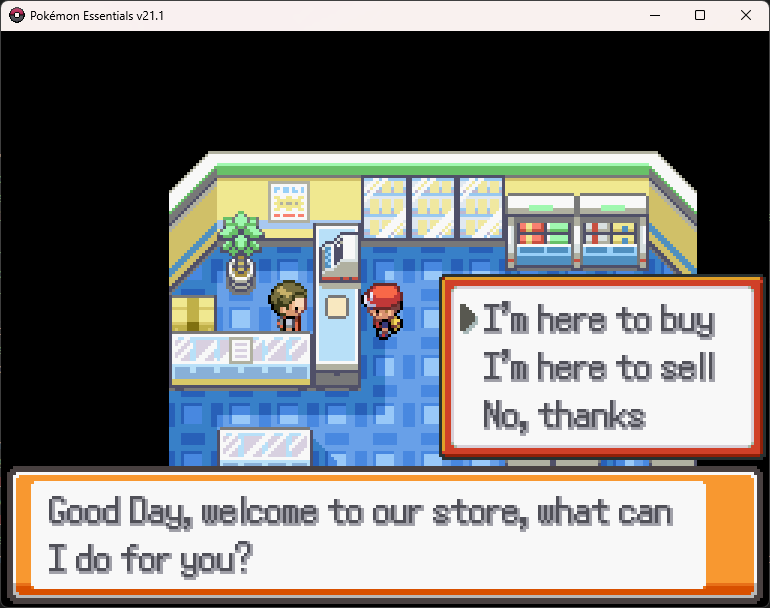 Pokémon Essentials v21.1
I'm here to buy
I'm here to sell
No, thanks
Good Day, welcome to our store, what can
I do for you?